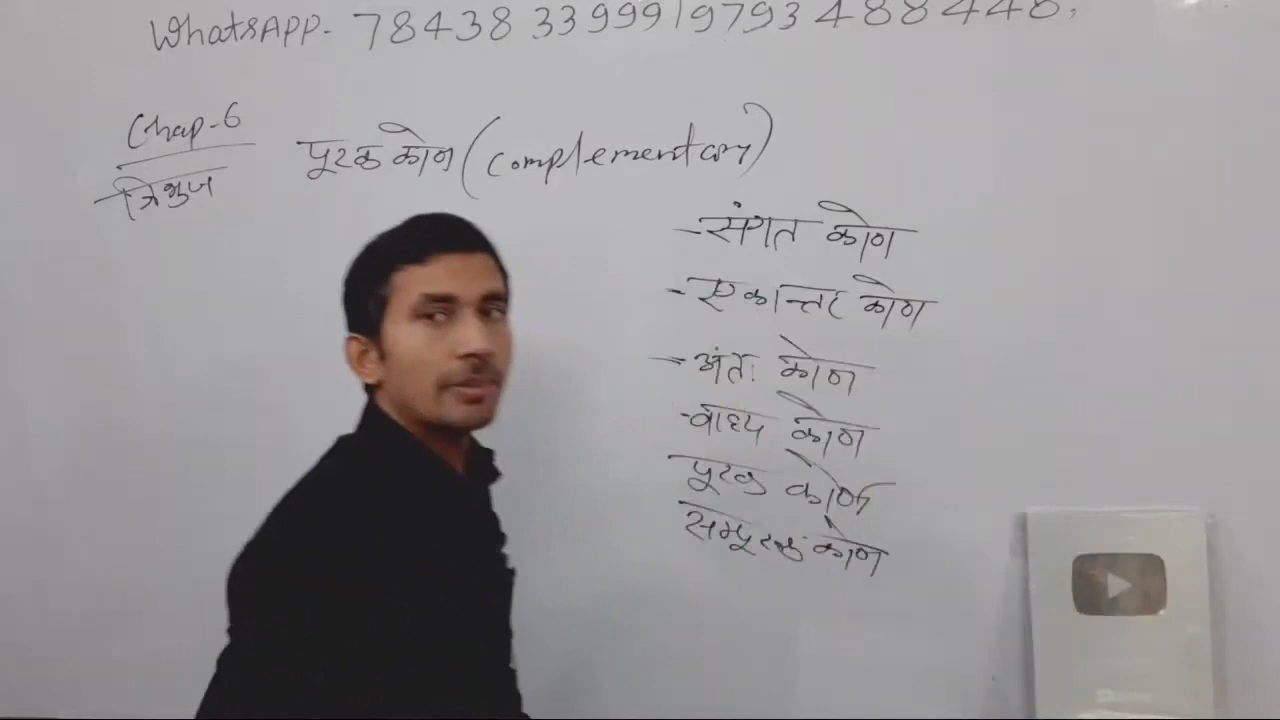 WhatsAPP- 78438 33999 | 9793 488448,
Chap-6
त्रिभुज
पूरक कोण (complementary)
- संगत कोण
- एकान्तर कोण
- अंतः कोण
- वाह्य कोण
पूरक कोण
सम्पूरक कोण